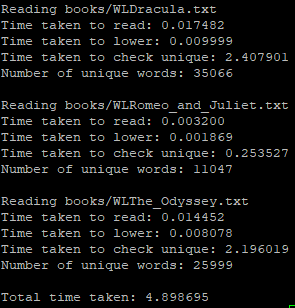 Reading books/WLDracula.txt
Time taken to read: 0.017482
Time taken to lower: 0.009999
Time taken to check unique: 2.407901
Number of unique words: 35066
Reading books/WLRomeo_and_Juliet.txt
Time taken to read: 0.003200
Time taken to lower: 0.001869
Time taken to check unique: 0.253527
Number of unique words: 11047
Reading books/WLThe_Odyssey.txt
Time taken to read: 0.014452
Time taken to lower: 0.008078
Time taken to check unique: 2.196019
Number of unique words: 25999
Total time taken: 4.898695